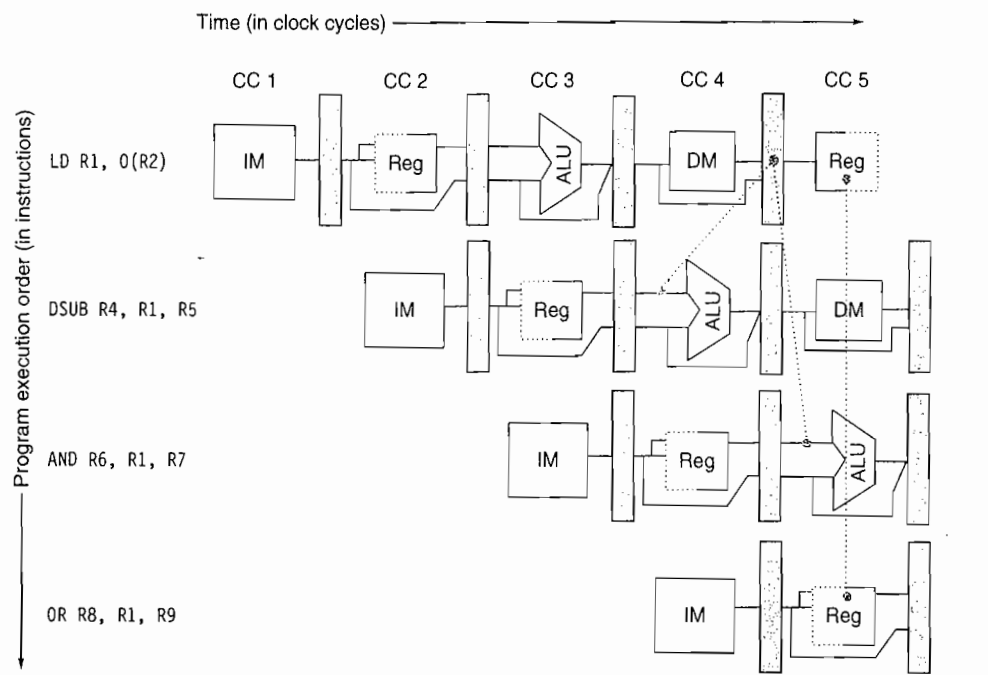 Time (in clock cycles)
CC 1 CC 2 CC 3 CC 4 CC 5
Program execution order (in instructions)
LD R1, 0(R2) IM Reg ALU DM Reg
DSUB R4, R1, R5 IM Reg ALU DM
AND R6, R1, R7 IM Reg ALU
OR R8, R1, R9 IM Reg